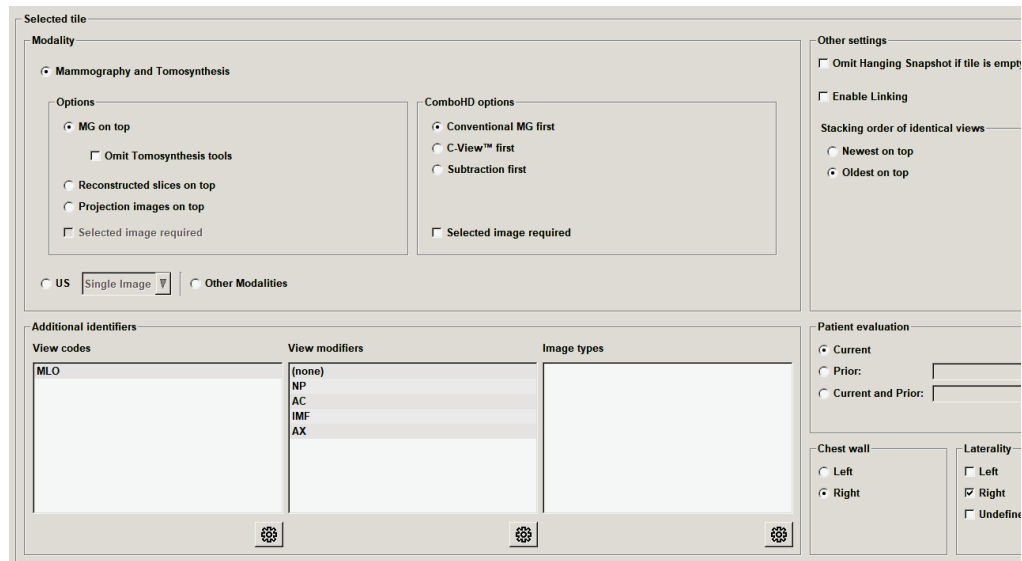 Selected tile
Modality
Mammography and Tomosynthesis
Options
MG on top
Omit Tomosynthesis tools
Reconstructed slices on top
Projection images on top
Selected image required
ComboHD options
Conventional MG first
C-View™ first
Subtraction first
Selected image required
US
Single Image
Other Modalities
Other settings
Omit Hanging Snapshot if tile is empty
Enable Linking
Stacking order of identical views
Newest on top
Oldest on top
Additional identifiers
View codes
MLO
View modifiers
(none)
NP
AC
IMF
AX
Image types
Patient evaluation
Current
Prior:
Current and Prior:
Chest wall
Left
Right
Laterality
Left
Right
Undefine